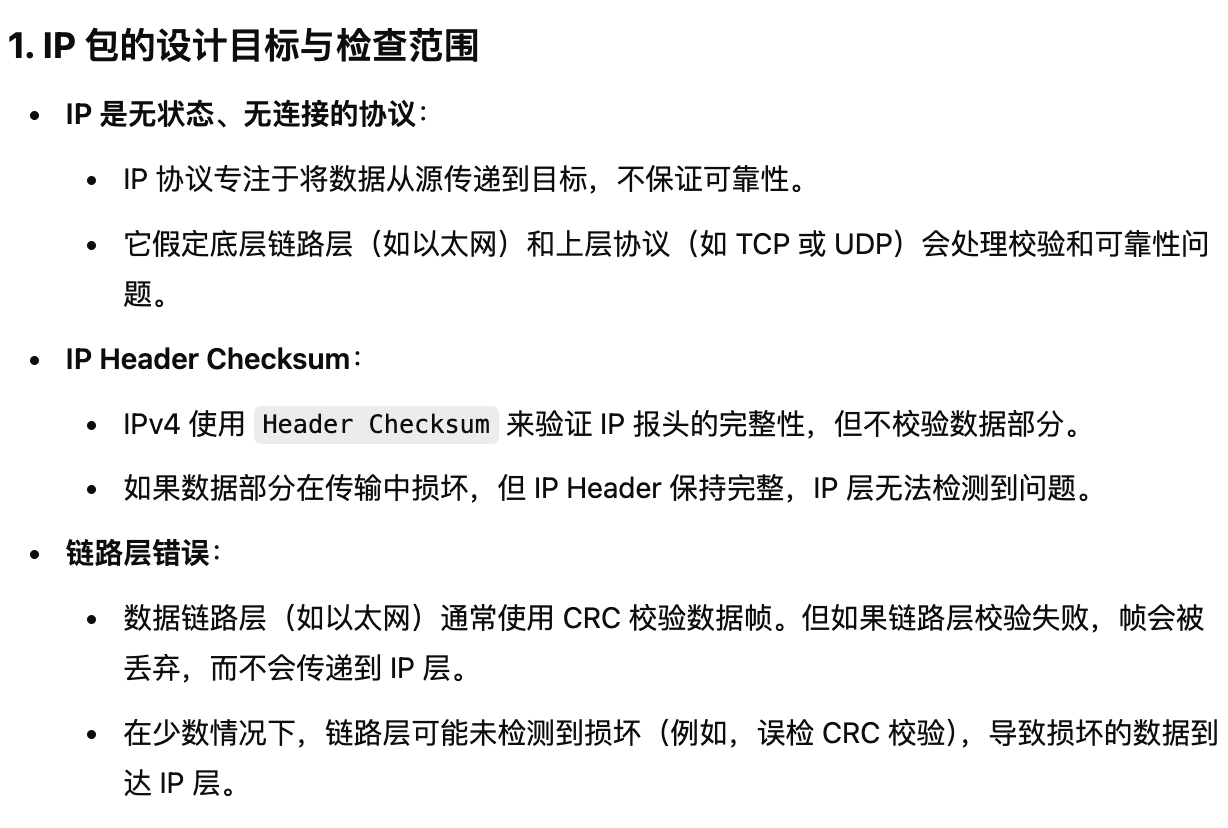 1. IP 包的设计目标与检查范围
• IP 是无状态、无连接的协议：
• IP 协议专注于将数据从源传递到目标，不保证可靠性。
• 它假定底层链路层（如以太网）和上层协议（如 TCP 或 UDP）会处理校验和可靠性问
题。
• IP Header Checksum：
• IPv4 使用 Header Checksum 来验证 IP 报头的完整性，但不校验数据部分。
• 如果数据部分在传输中损坏，但 IP Header 保持完整，IP 层无法检测到问题。
• 链路层错误：
• 数据链路层（如以太网）通常使用 CRC 校验数据帧。但如果链路层校验失败，帧会被
丢弃，而不会传递到 IP 层。
• 在少数情况下，链路层可能未检测到损坏（例如，误检 CRC 校验），导致损坏的数据到
达 IP 层。